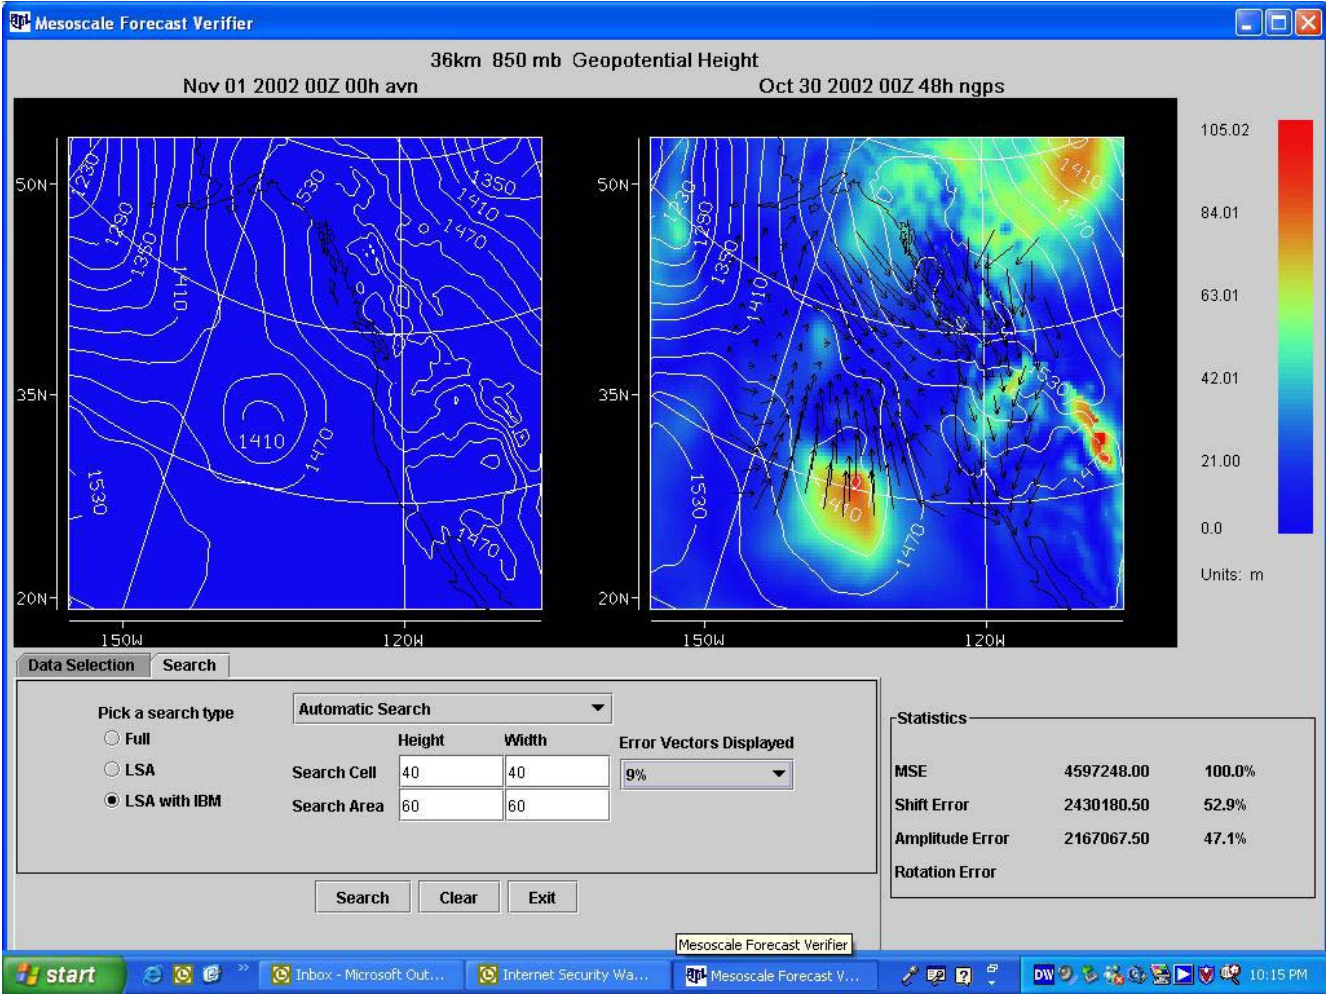 Mesoscale Forecast Verifier
36km 850 mb Geopotential Height
Nov 01 2002 00Z 00h avn
Oct 30 2002 00Z 48h ngps
105.02
84.01
63.01
42.01
21.00
0.0
Units: m
50N
35N
20N
150W
120W
1230
1290
1350
1410
1530
1350
1410
1470
1410
1470
1530
1470
50N
35N
20N
150W
120W
1230
1290
1350
1410
1410
1470
1530
1410
1470
Data Selection
Search
Pick a search type
Full
LSA
LSA with IBM
Automatic Search
Height Width
Search Cell 40 40
Search Area 60 60
Error Vectors Displayed
9%
Search Clear Exit
Statistics
MSE 4597248.00 100.0%
Shift Error 2430180.50 52.9%
Amplitude Error 2167067.50 47.1%
Rotation Error
Mesoscale Forecast Verifier
start
Inbox - Microsoft Out...
Internet Security Wa...
Mesoscale Forecast V...
DW
10:15 PM